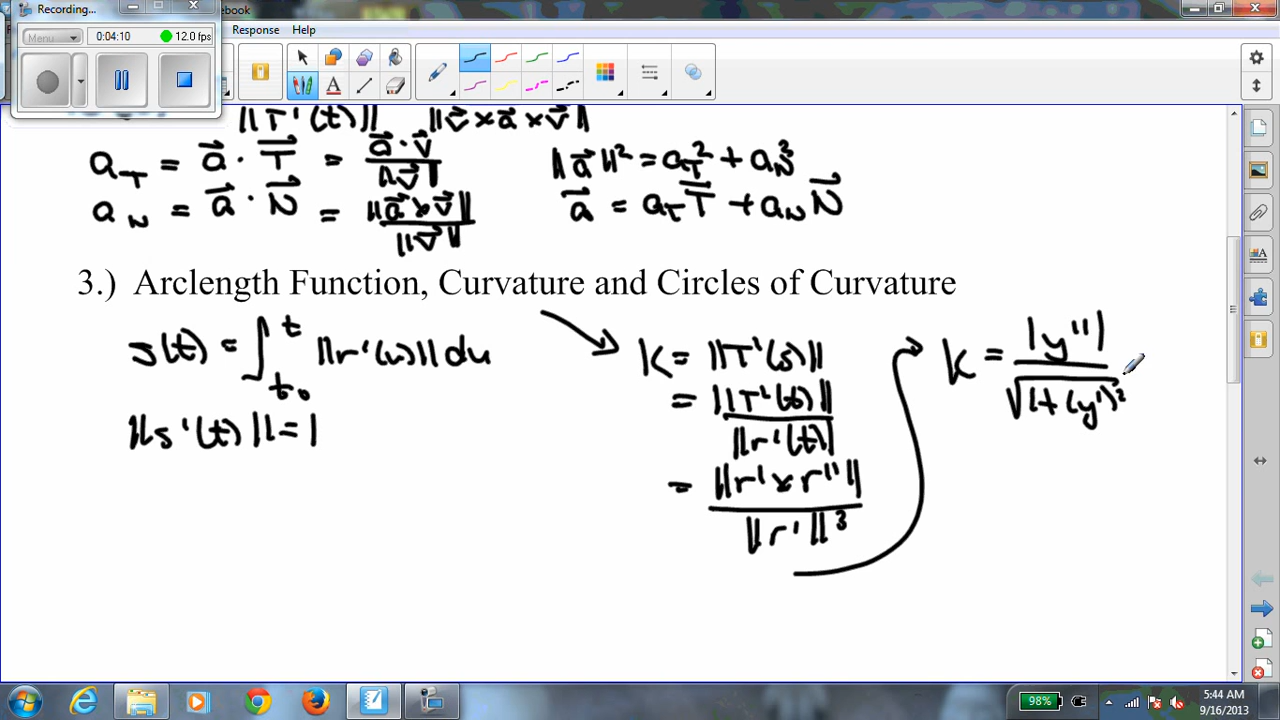 Recording...
ebook
Menu
0:04:10
12.0 fps
Response Help
||T'(t)|| ||v⃗ × a⃗ × v⃗||
a_T = a⃗ · T⃗ = a⃗ · v⃗ / ||v⃗||
||a⃗||² = a_T² + a_N²
a_N = a⃗ · N⃗ = ||a⃗ × v⃗|| / ||v⃗||
a⃗ = a_T T⃗ + a_N N⃗
3.) Arclength Function, Curvature and Circles of Curvature
s(t) = ∫_{t₀}^{t} ||r'(u)|| du
||s'(t)|| = 1
K = ||T'(s)||
= ||T'(t)|| / ||r'(t)||
= ||r' × r''|| / ||r'||³
K = |y''| / √(1+(y')²
98%
5:44 AM
9/16/2013